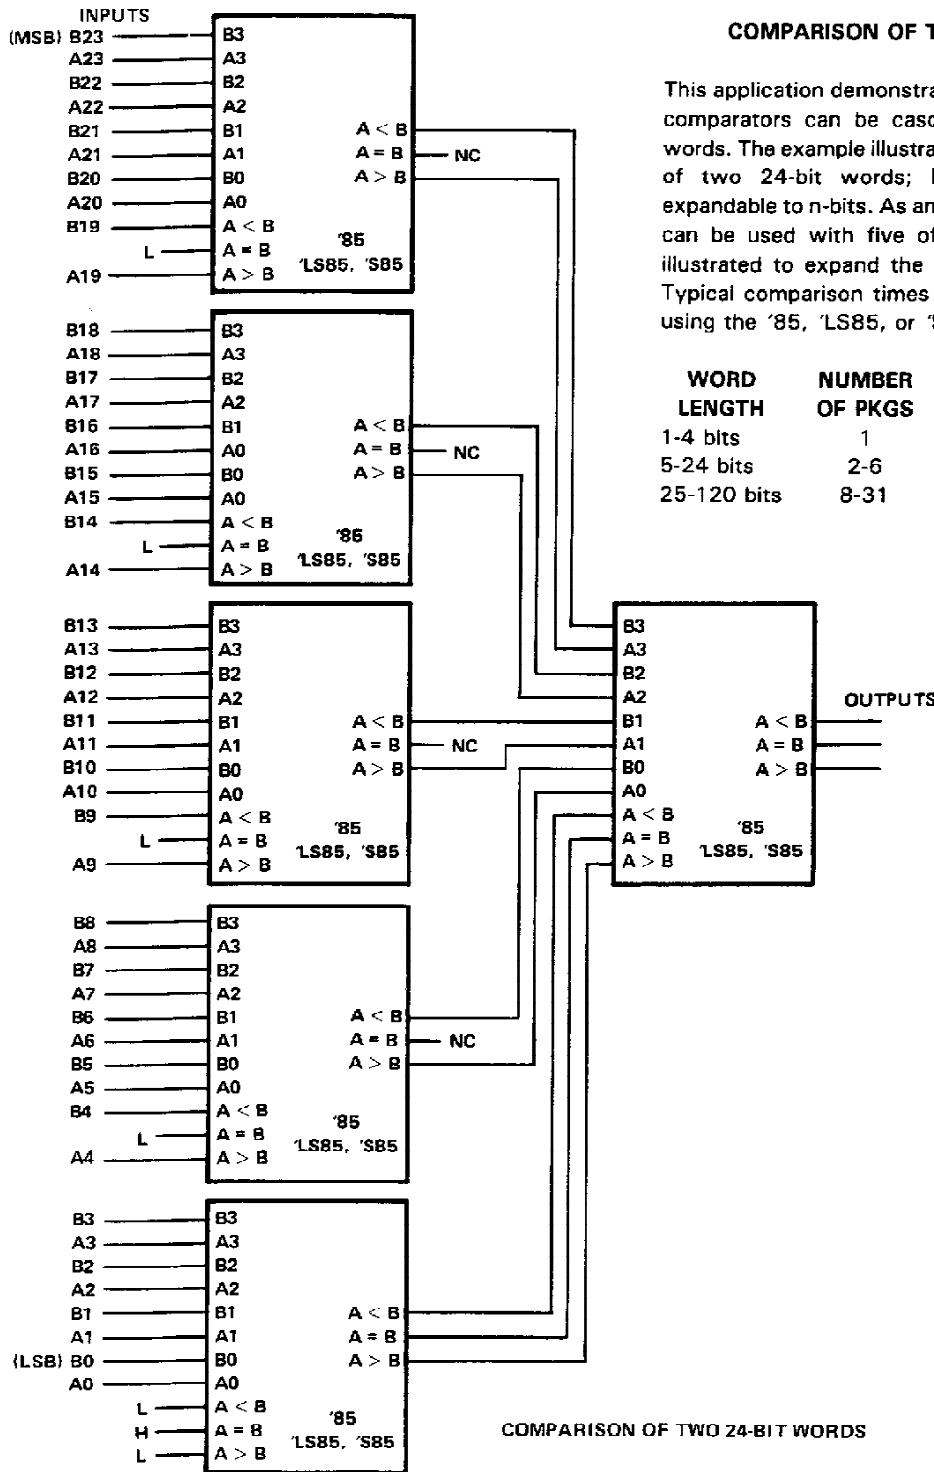 COMPARISON OF T
This application demonstra
comparators can be casc
words. The example illustra
of two 24-bit words;
expandable to n-bits. As an
can be used with five of
illustrated to expand the
Typical comparison times
using the '85, 'LS85, or '
WORD LENGTH NUMBER OF PKGS
1-4 bits 1
5-24 bits 2-6
25-120 bits 8-31
INPUTS
(MSB) B23 B3
A23 A3
B22 B2
A22 A2
B21 B1 A < B
A21 A1 A = B NC
B20 B0 A > B
A20 A0
B19 A < B
L A = B '85
A19 A > B 'LS85, 'S85
B18 B3
A18 A3
B17 B2
A17 A2
B16 B1 A < B
A16 A0 A = B NC
B15 B0 A > B
A15 A0
B14 A < B
L A = B '85
A14 A > B 'LS85, 'S85
B13 B3
A13 A3
B12 B2
A12 A2
B11 B1 A < B
A11 A1 A = B NC
B10 B0 A > B
A10 A0
B9 A < B
L A = B '85
A9 A > B 'LS85, 'S85
B8 B3
A8 A3
B7 B2
A7 A2
B6 B1 A < B
A6 A1 A = B NC
B5 B0 A > B
A5 A0
B4 A < B
L A = B '85
A4 A > B 'LS85, 'S85
B3 B3
A3 A3
B2 B2
A2 A2
B1 B1 A < B
A1 A1 A = B
(LSB) B0 B0 A > B
A0 A0
L A < B
H A = B '85
L A > B 'LS85, 'S85
B3
A3
B2
A2
OUTPUTS
B1 A < B
A1 A = B
B0 A > B
A0
A < B
A = B '85
A > B 'LS85, 'S85
COMPARISON OF TWO 24-BIT WORDS